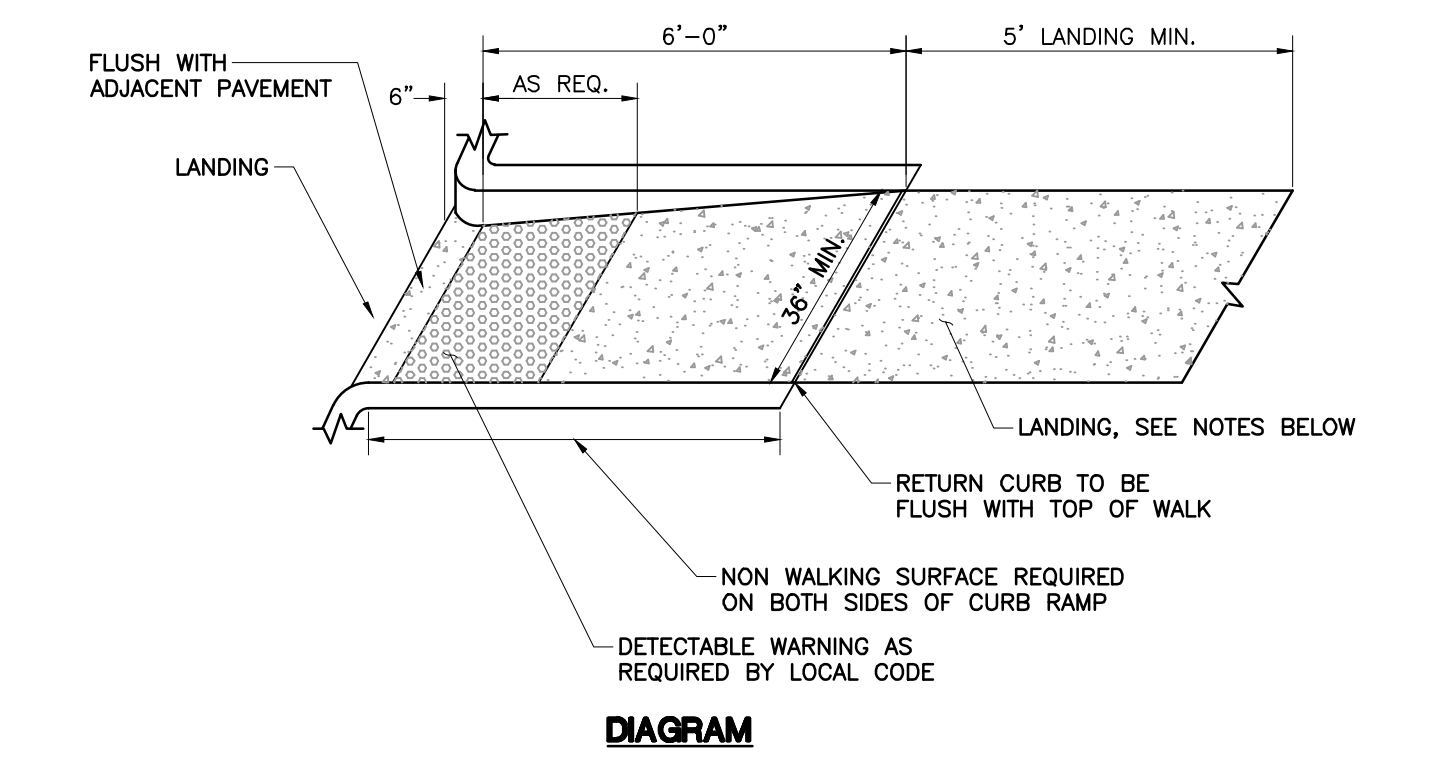 6'-0"
5' LANDING MIN.
FLUSH WITH
ADJACENT PAVEMENT
6"
AS REQ.
LANDING
36" MIN.
LANDING, SEE NOTES BELOW
RETURN CURB TO BE
FLUSH WITH TOP OF WALK
NON WALKING SURFACE REQUIRED
ON BOTH SIDES OF CURB RAMP
DETECTABLE WARNING AS
REQUIRED BY LOCAL CODE
DIAGRAM